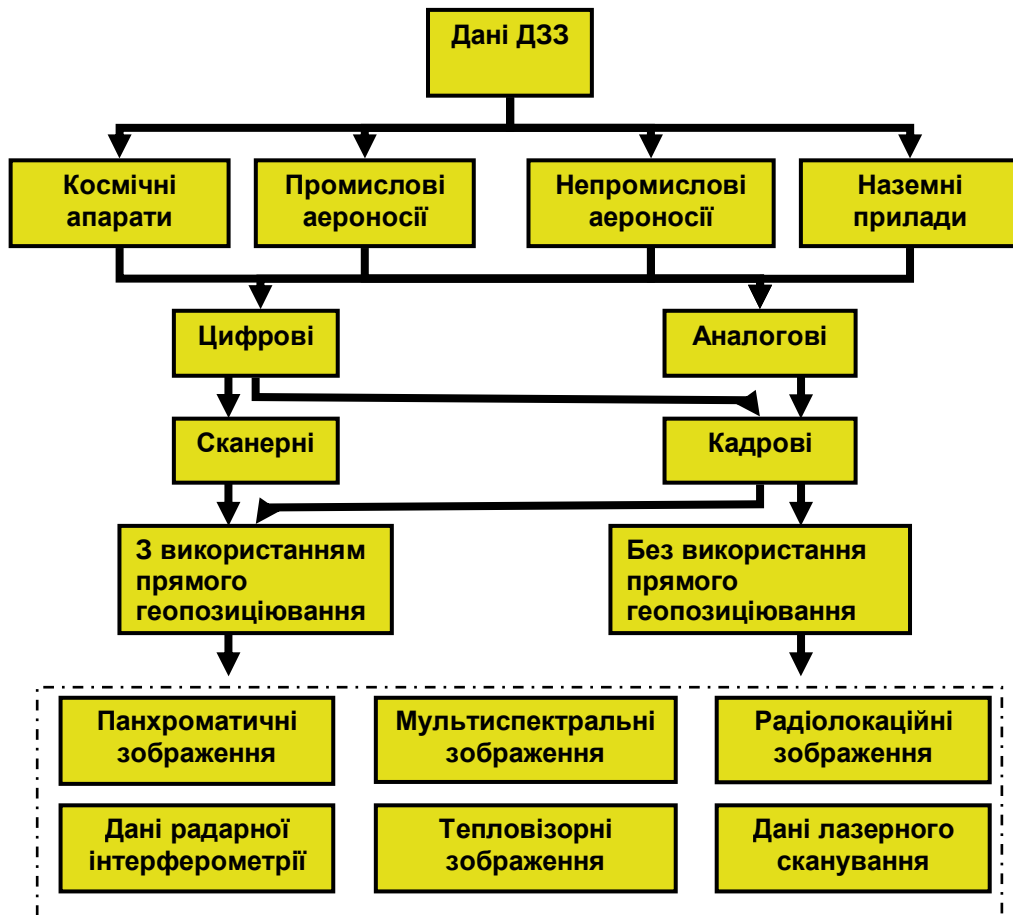 Дані ДЗЗ
Космічні
апарати
Промислові
аероносії
Непромислові
аероносії
Наземні
прилади
Цифрові
Аналогові
Сканерні
Кадрові
З використанням
прямого
геопозиціювання
Без використання
прямого
геопозиціювання
Панхроматичні
зображення
Мультиспектральні
зображення
Радіолокаційні
зображення
Дані радарної
інтерферометрії
Тепловізорні
зображення
Дані лазерного
сканування